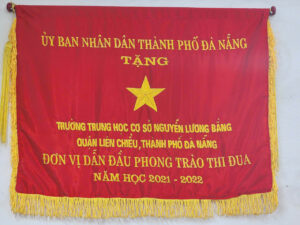 ỦY BAN NHÂN DÂN THÀNH PHỐ ĐÀ NẴNG
TẶNG
TRƯỜNG TRUNG HỌC CƠ SỞ NGUYỄN LƯƠNG BẰNG
QUẬN LIÊN CHIỂU, THÀNH PHỐ ĐÀ NẴNG
ĐƠN VỊ DẪN ĐẦU PHONG TRÀO THI ĐUA
NĂM HỌC 2021 - 2022